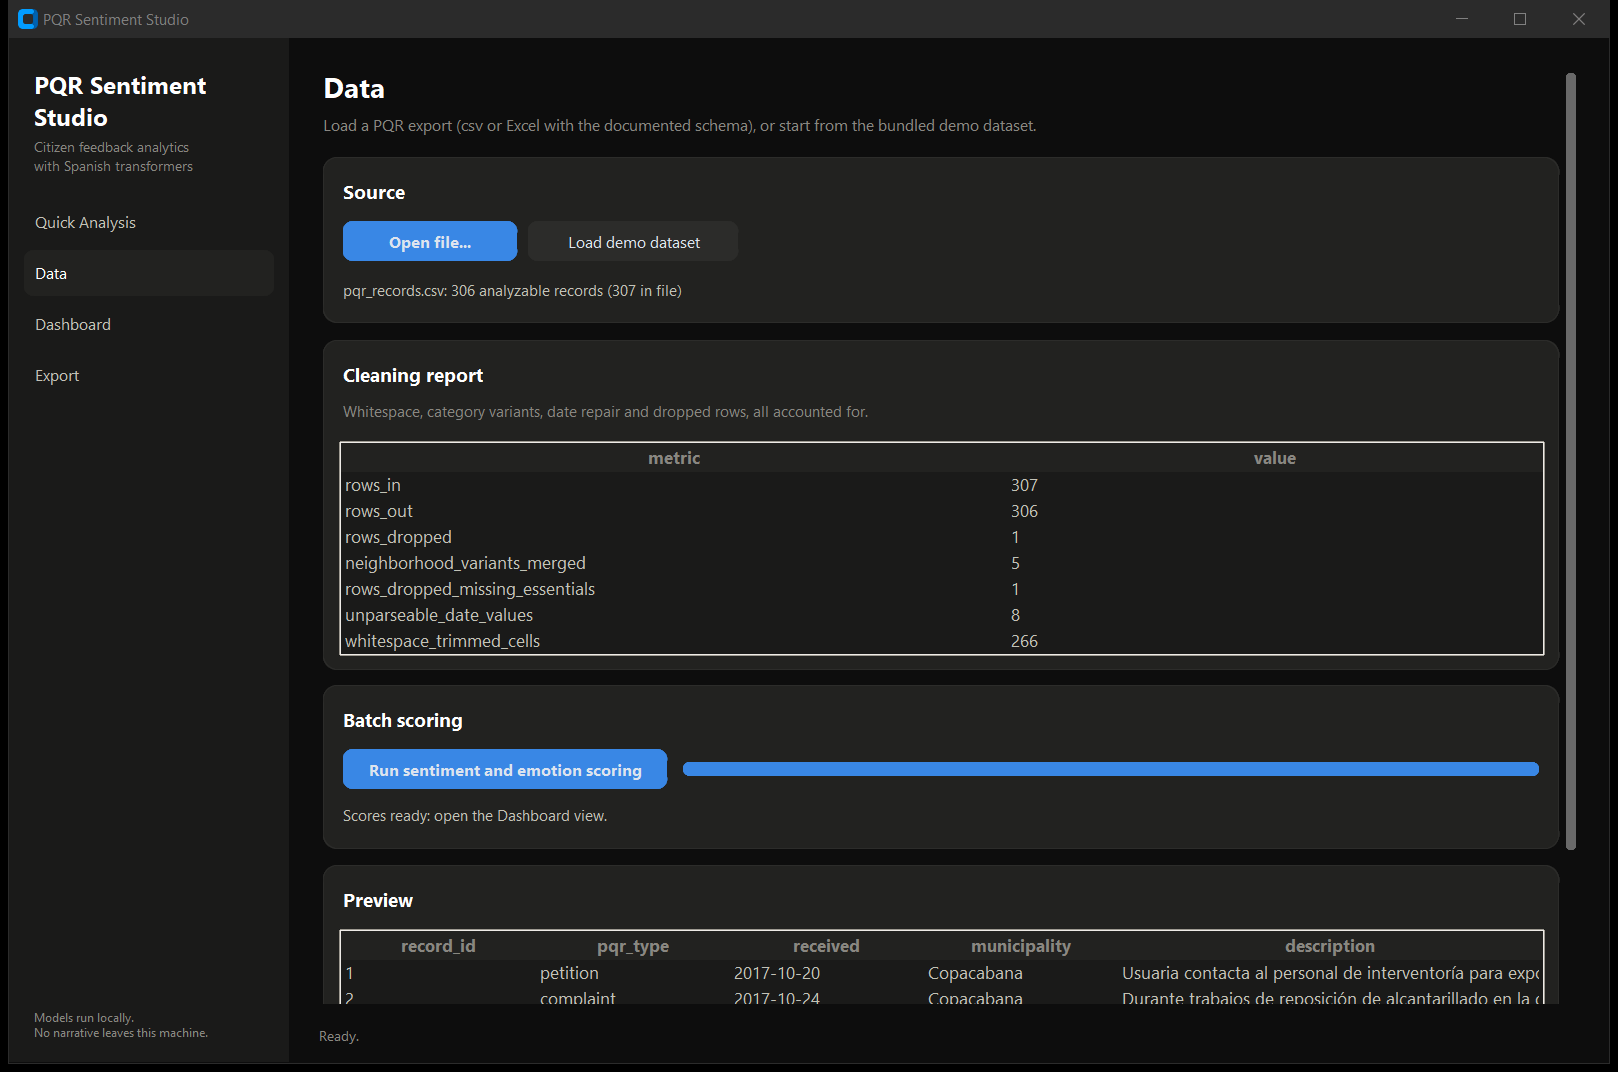 PQR Sentiment Studio
PQR Sentiment
Studio
Citizen feedback analytics
with Spanish transformers
Quick Analysis
Data
Dashboard
Export
Models run locally.
No narrative leaves this machine.
Data
Load a PQR export (csv or Excel with the documented schema), or start from the bundled demo dataset.
Source
Open file... Load demo dataset
pqr_records.csv: 306 analyzable records (307 in file)
Cleaning report
Whitespace, category variants, date repair and dropped rows, all accounted for.
metric value
rows_in 307
rows_out 306
rows_dropped 1
neighborhood_variants_merged 5
rows_dropped_missing_essentials 1
unparseable_date_values 8
whitespace_trimmed_cells 266
Batch scoring
Run sentiment and emotion scoring
Scores ready: open the Dashboard view.
Preview
record_id pqr_type received municipality description
1 petition 2017-10-20 Copacabana Usuaria contacta al personal de interventoría para
2 complaint 2017-10-24 Copacabana Durante trabajos de reposición de alcantarillado en la
Ready.